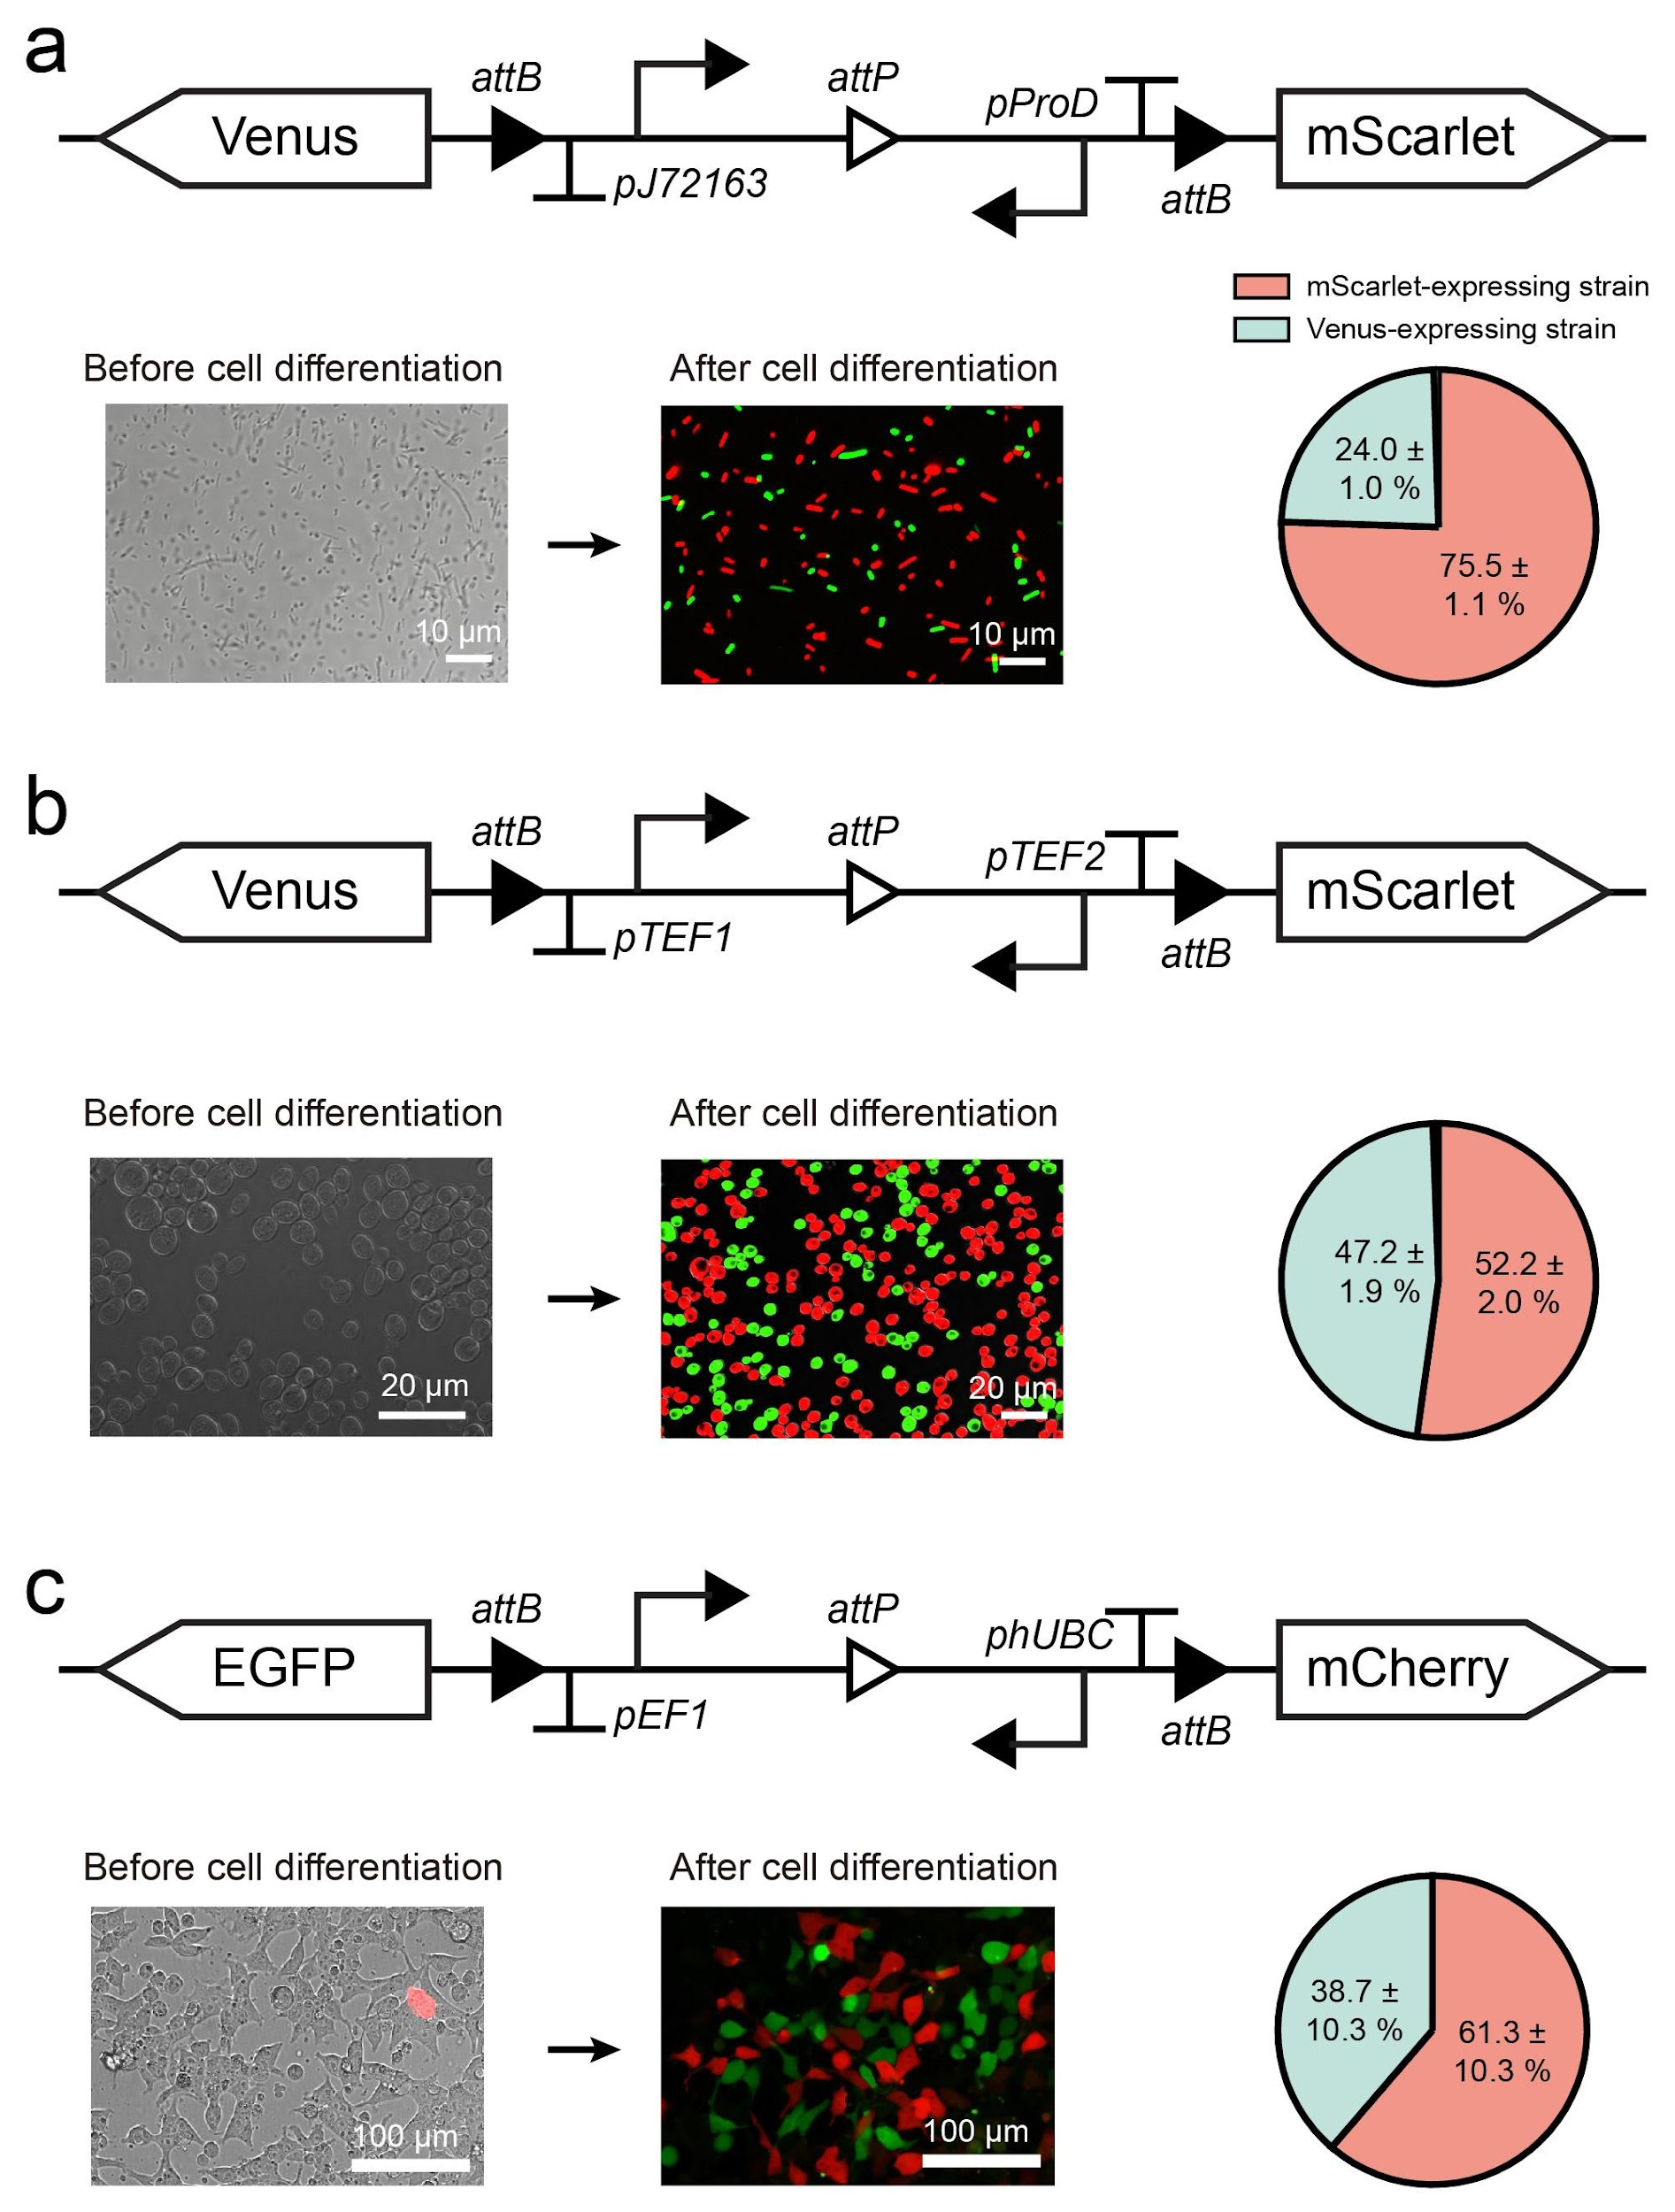 a
attB
attP
pProD
Venus
mScarlet
pJ72163
attB
mScarlet-expressing strain
Venus-expressing strain
Before cell differentiation
After cell differentiation
10 µm
10 µm
24.0 ±
1.0 %
75.5 ±
1.1 %
b
attB
attP
pTEF2
Venus
mScarlet
pTEF1
attB
Before cell differentiation
After cell differentiation
20 µm
20 µm
47.2 ±
1.9 %
52.2 ±
2.0 %
c
attB
attP
phUBC
EGFP
mCherry
pEF1
attB
Before cell differentiation
After cell differentiation
100 µm
100 µm
38.7 ±
10.3 %
61.3 ±
10.3 %